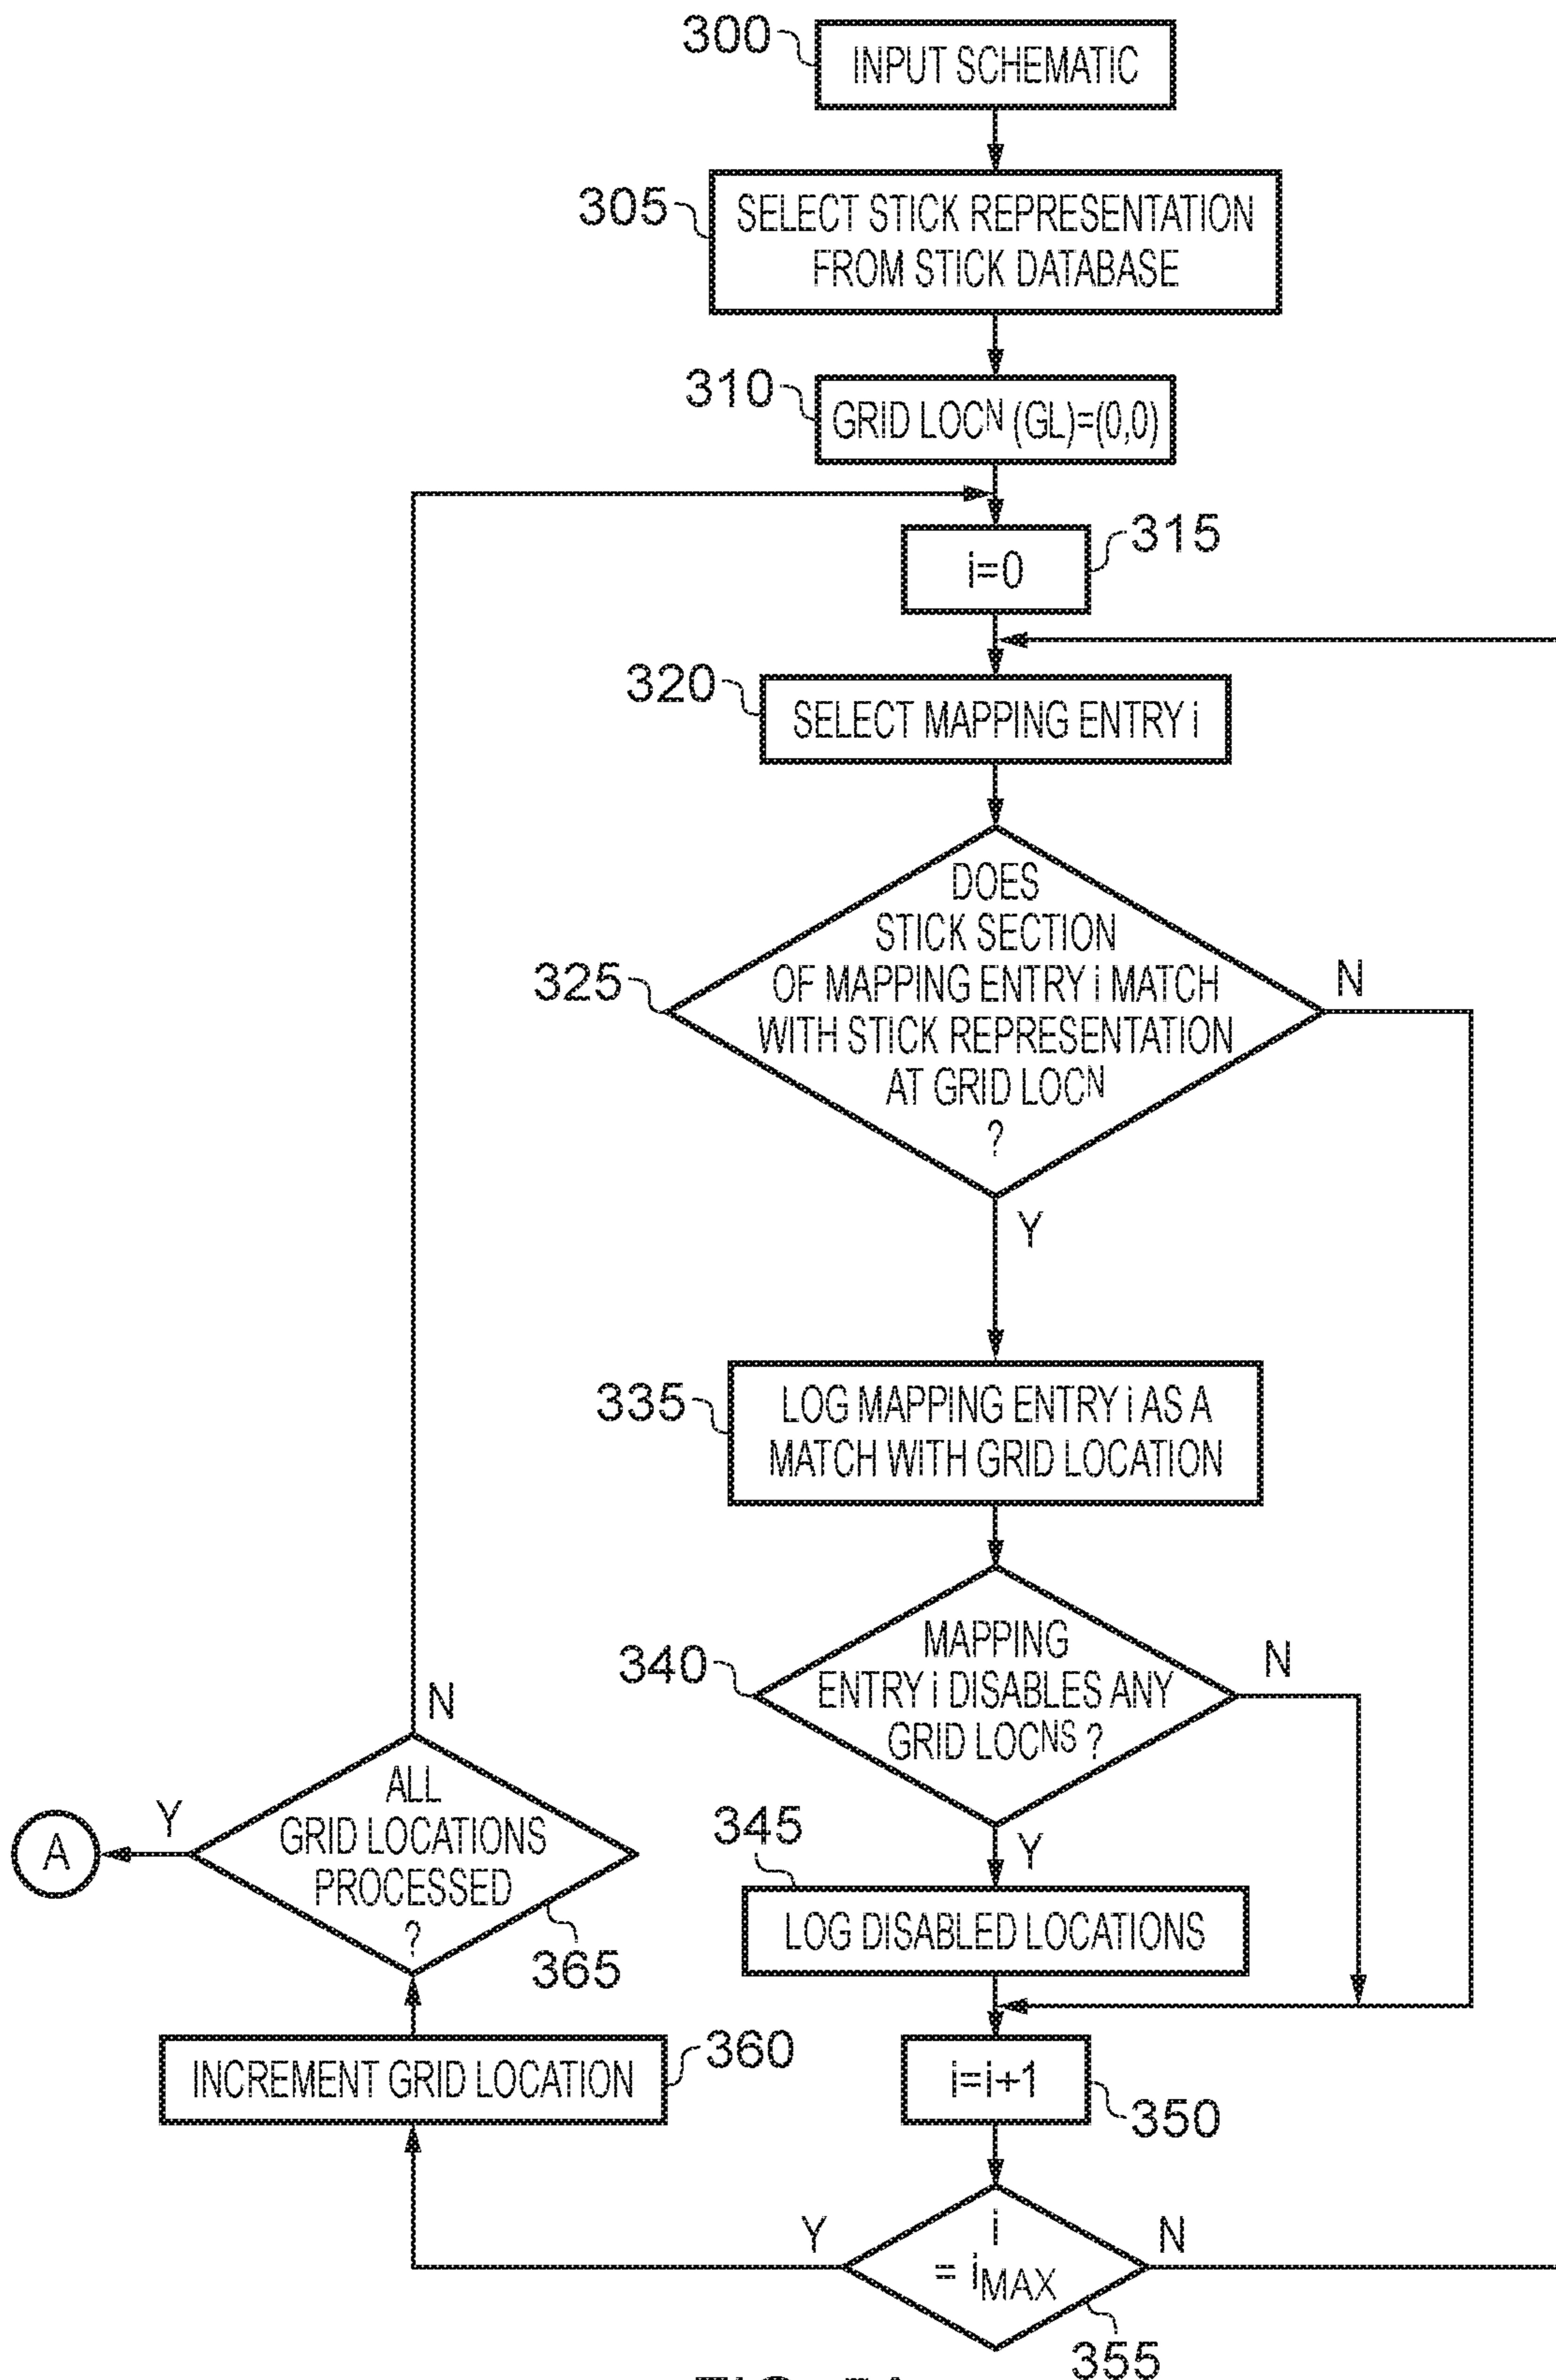 300
INPUT SCHEMATIC
305
SELECT STICK REPRESENTATION
FROM STICK DATABASE
310
GRID LOCN (GL)=(0,0)
315
i=0
320
SELECT MAPPING ENTRY i
325
DOES
STICK SECTION
OF MAPPING ENTRY i MATCH
WITH STICK REPRESENTATION
AT GRID LOCN
?
N
Y
335
LOG MAPPING ENTRY i AS A
MATCH WITH GRID LOCATION
340
MAPPING
ENTRY i DISABLES ANY
GRID LOCNS ?
N
Y
345
LOG DISABLED LOCATIONS
350
i=i+1
355
i
= iMAX
Y
N
360
INCREMENT GRID LOCATION
365
ALL
GRID LOCATIONS
PROCESSED
?
N
Y
A